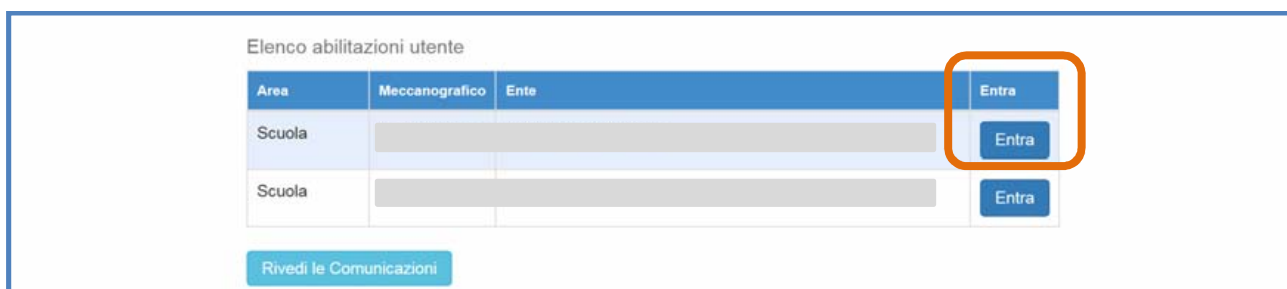 Elenco abilitazioni utente
Area Meccanografico Ente Entra
Scuola Entra
Scuola Entra
Rivedi le Comunicazioni